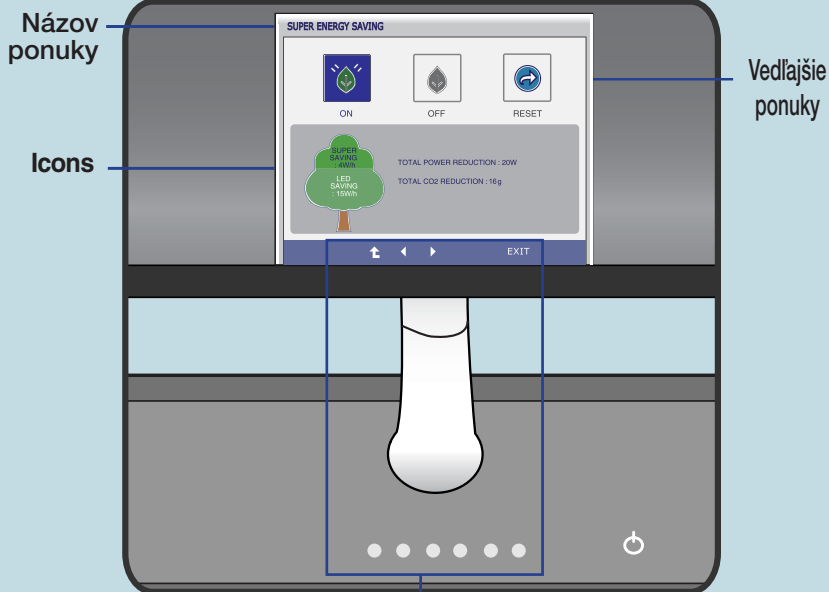 Názov
ponuky
SUPER ENERGY SAVING
ON
OFF
RESET
Vedľajšie
ponuky
Icons
SUPER
SAVING
: 4W/h
LED
SAVING
: 15W/h
TOTAL POWER REDUCTION : 20W
TOTAL CO2 REDUCTION : 16 g
EXIT